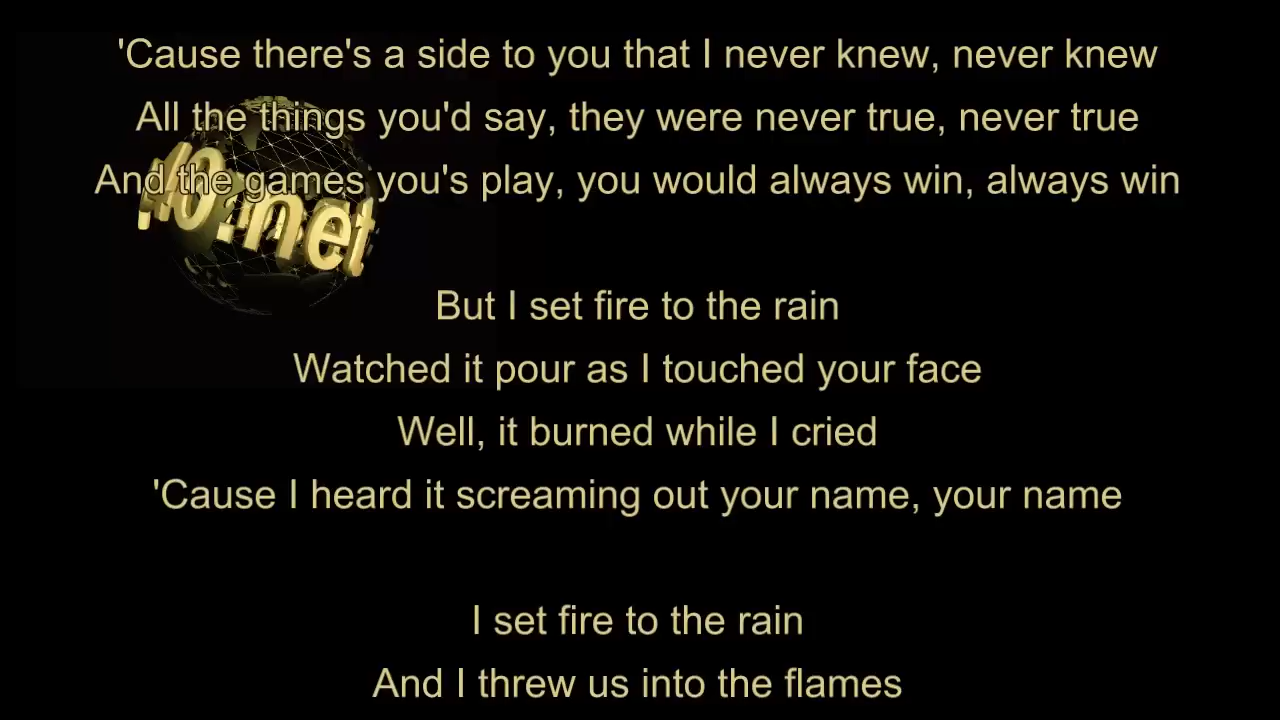 'Cause there's a side to you that I never knew, never knew
All the things you'd say, they were never true, never true
And the games you's play, you would always win, always win
40.net
But I set fire to the rain
Watched it pour as I touched your face
Well, it burned while I cried
'Cause I heard it screaming out your name, your name
I set fire to the rain
And I threw us into the flames